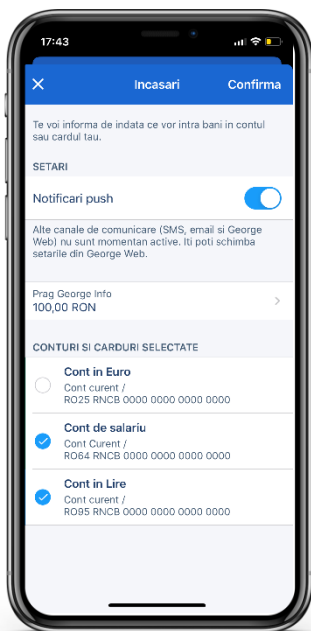 17:43
Incasari
Confirma
Te voi informa de indata ce vor intra bani in contul
sau cardul tau.
SETARI
Notificari push
Alte canale de comunicare (SMS, email si George
Web) nu sunt momentan active. Iti poti schimba
setarile din George Web.
Prag George Info
100,00 RON
CONTURI SI CARDURI SELECTATE
Cont in Euro
Cont curent /
RO25 RNCB 0000 0000 0000 0000
Cont de salariu
Cont Curent /
RO64 RNCB 0000 0000 0000 0000
Cont in Lire
Cont curent /
RO95 RNCB 0000 0000 0000 0000